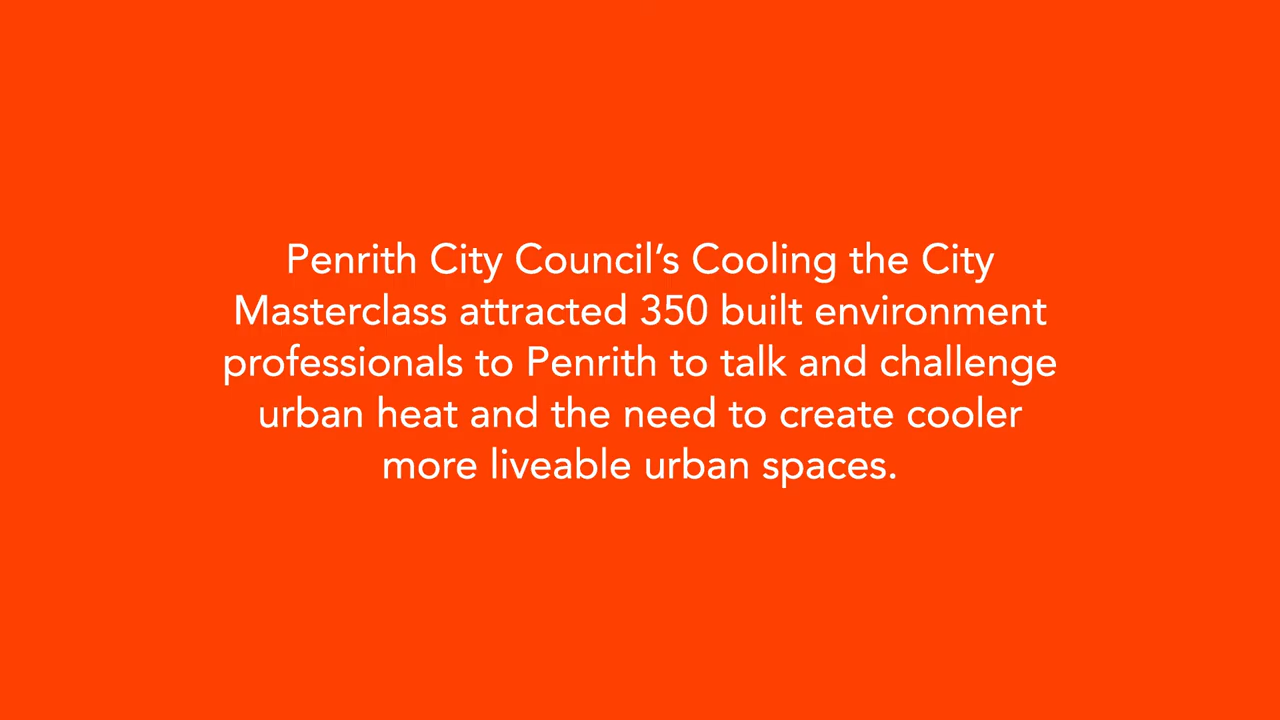 Penrith City Council’s Cooling the City
Masterclass attracted 350 built environment
professionals to Penrith to talk and challenge
urban heat and the need to create cooler
more liveable urban spaces.